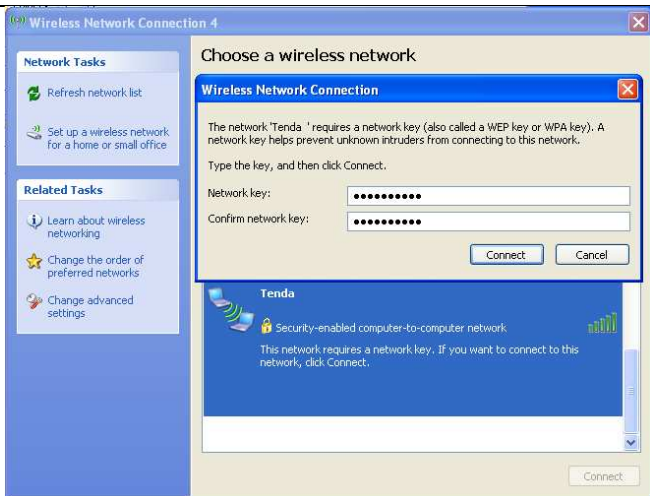 Wireless Network Connection 4
Network Tasks
Refresh network list
Set up a wireless network
for a home or small office
Related Tasks
Learn about wireless
networking
Change the order of
preferred networks
Change advanced
settings
Choose a wireless network
Wireless Network Connection
The network 'Tenda ' requires a network key (also called a WEP key or WPA key). A
network key helps prevent unknown intruders from connecting to this network.
Type the key, and then click Connect.
Network key: ••••••••••
Confirm network key: ••••••••••
Connect Cancel
Tenda
Security-enabled computer-to-computer network
This network requires a network key. If you want to connect to this
network, click Connect.
Connect